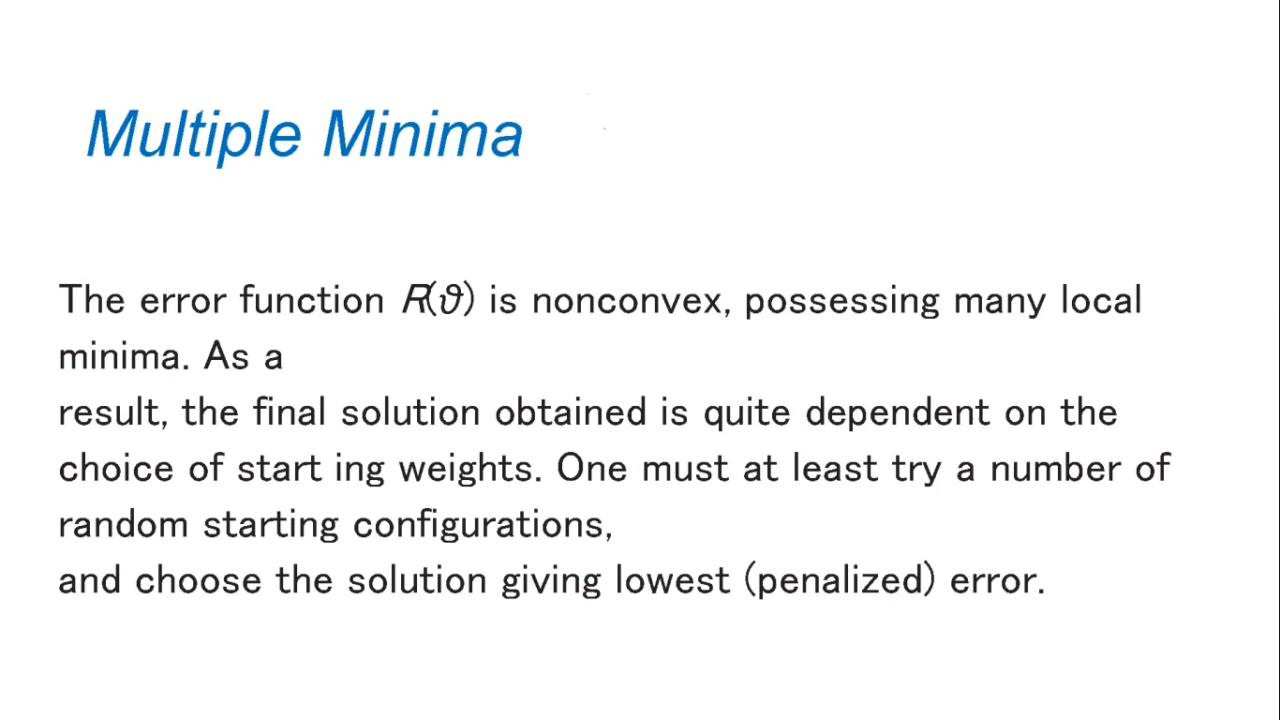 Multiple Minima
The error function R(ϑ) is nonconvex, possessing many local
minima. As a
result, the final solution obtained is quite dependent on the
choice of start ing weights. One must at least try a number of
random starting configurations,
and choose the solution giving lowest (penalized) error.